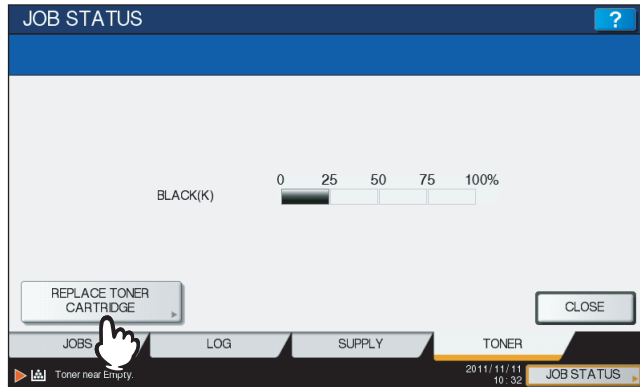 JOB STATUS
?
0 25 50 75 100%
BLACK(K)
REPLACE TONER
CARTRIDGE
CLOSE
JOBS LOG SUPPLY TONER
Toner near Empty.
2011/11/11
10:32
JOB STATUS